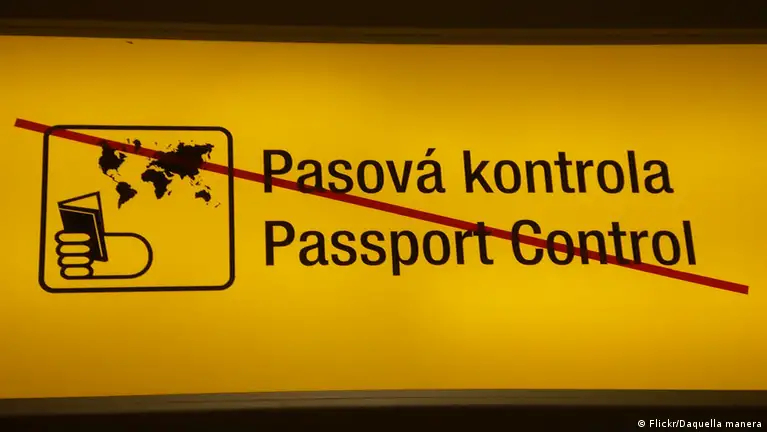 Pasová kontrola
Passport Control
© Flickr/Daquella manera